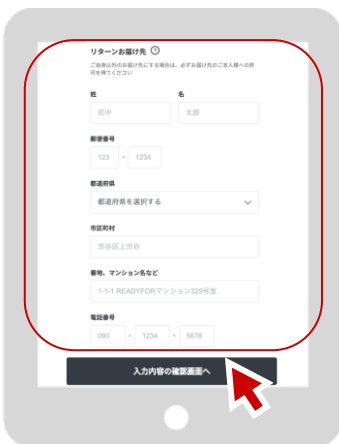 リターンお届け先 ?
ご自身以外のお届け先にする場合は、必ずお届け先のご本人様への許
可を得てください
姓 名
田中 太郎
郵便番号
123 - 1234
都道府県
都道府県を選択する
市区町村
渋谷区上渋谷
番地、マンション名など
1-1-1 READYFORマンション329号室
電話番号
090 - 1234 - 5678
入力内容の確認画面へ